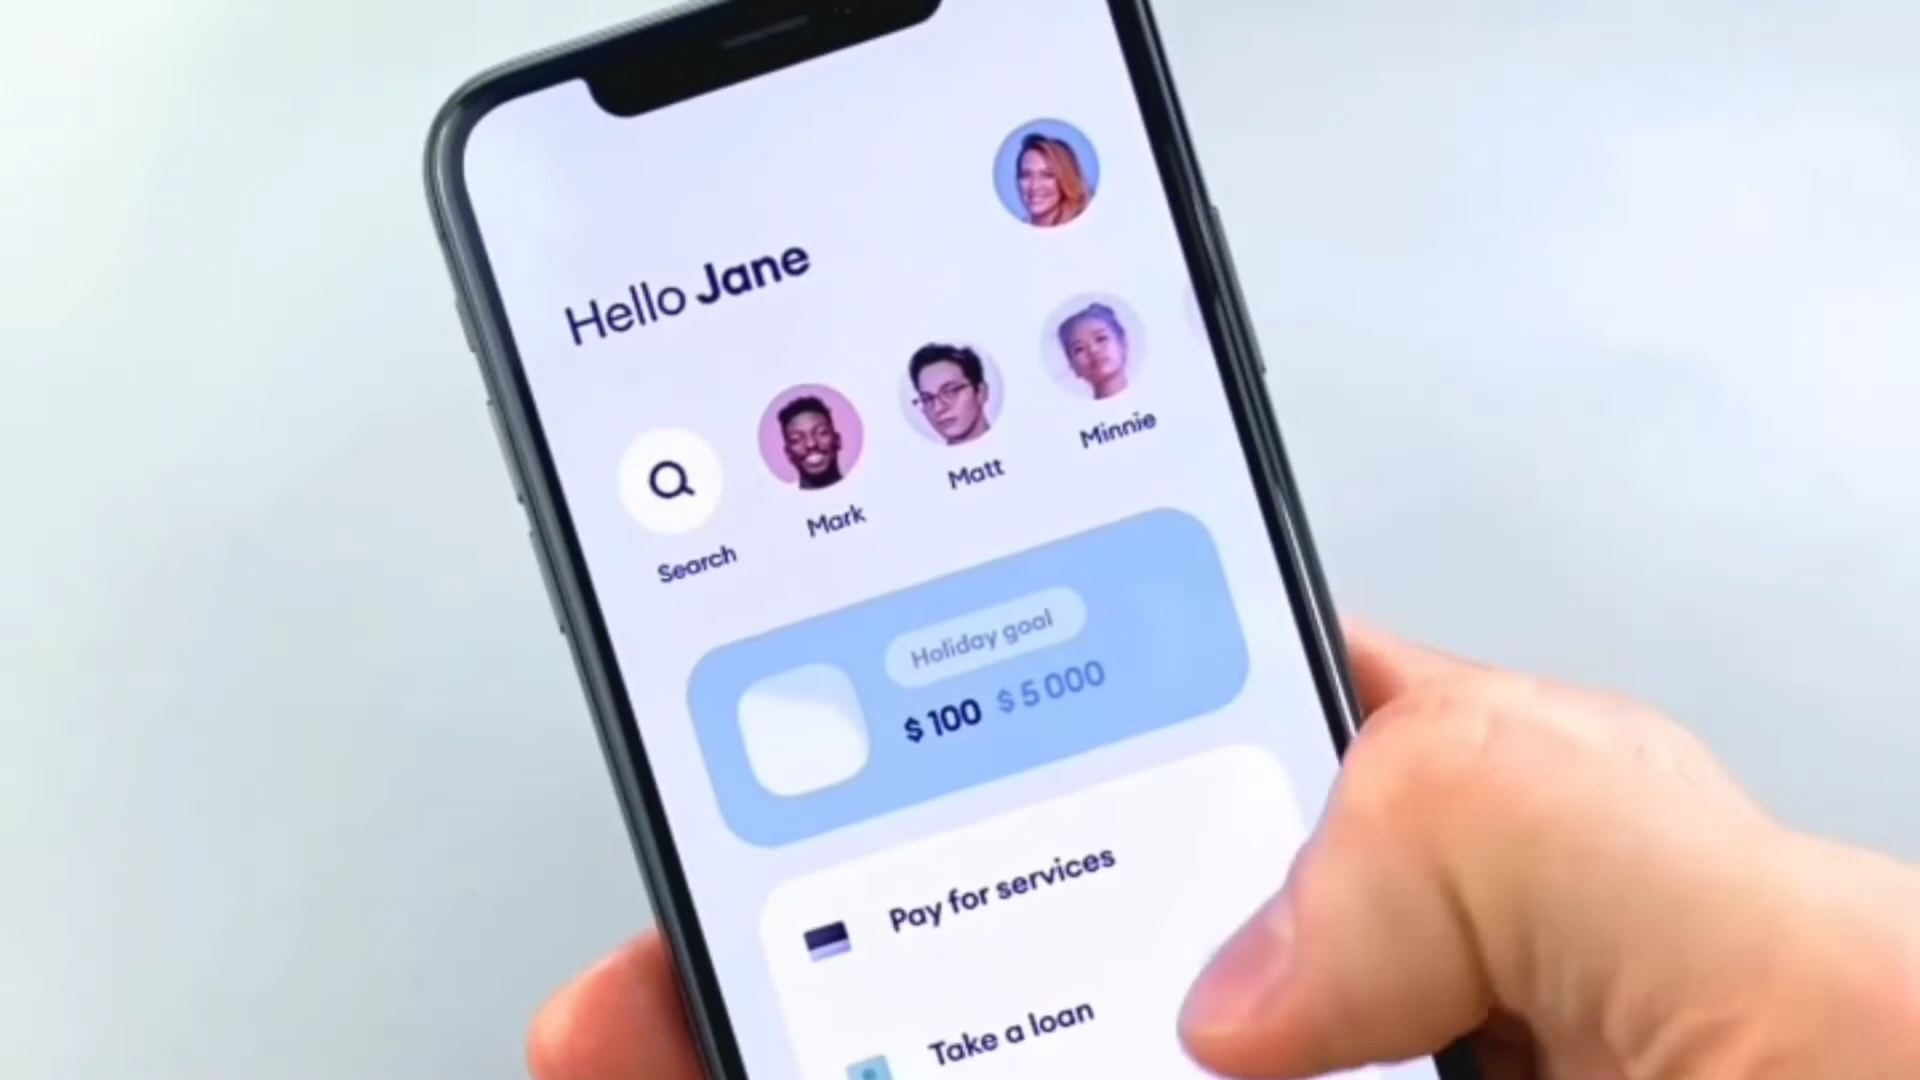 Hello Jane
Search
Mark
Matt
Minnie
Holiday goal
$ 100 $ 5 000
Pay for services
Take a loan